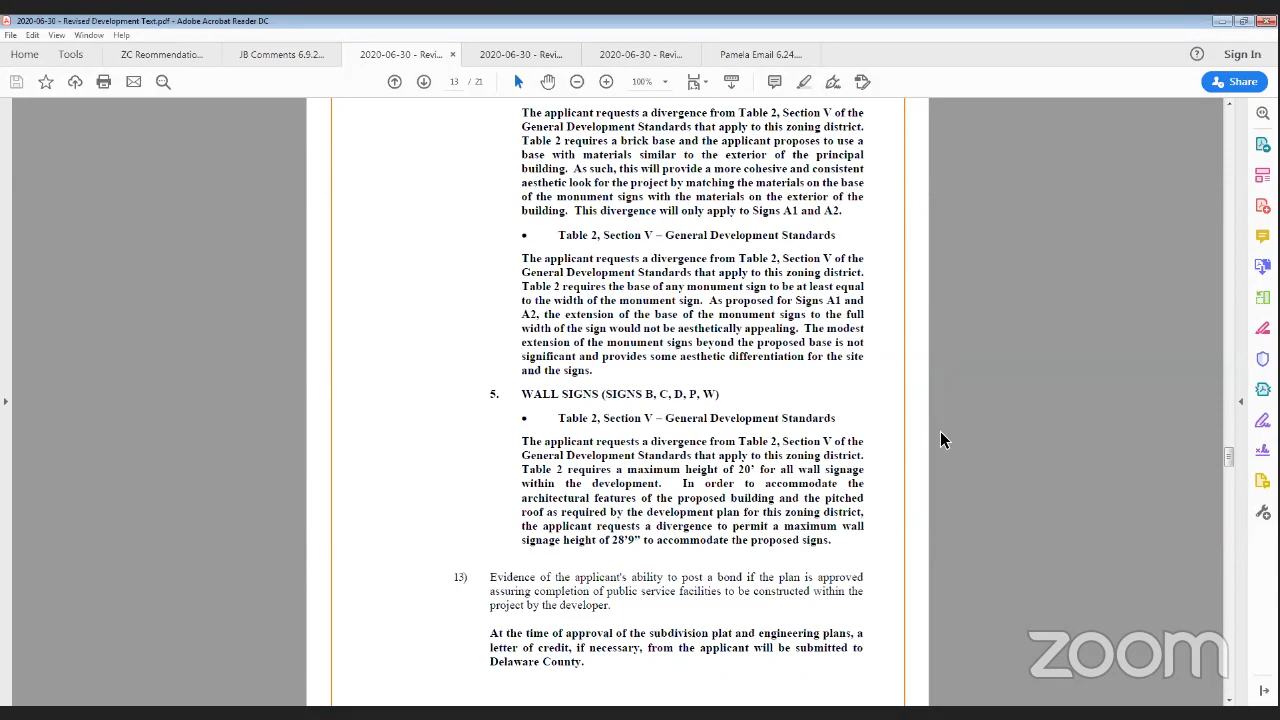 2020-06-30 - Revised Development Text.pdf - Adobe Acrobat Reader DC
File Edit View Window Help
Home Tools ZC Reommendatio... JB Comments 6.9.2... 2020-06-30 - Revi... × 2020-06-30 - Revi... 2020-06-30 - Revi... Pamela Email 6.24.... Sign In
13 / 21 100% Share
The applicant requests a divergence from Table 2, Section V of the
General Development Standards that apply to this zoning district.
Table 2 requires a brick base and the applicant proposes to use a
base with materials similar to the exterior of the principal
building. As such, this will provide a more cohesive and consistent
aesthetic look for the project by matching the materials on the base
of the monument signs with the materials on the exterior of the
building. This divergence will only apply to Signs A1 and A2.
• Table 2, Section V – General Development Standards
The applicant requests a divergence from Table 2, Section V of the
General Development Standards that apply to this zoning district.
Table 2 requires the base of any monument sign to be at least equal
to the width of the monument sign. As proposed for Signs A1 and
A2, the extension of the base of the monument signs to the full
width of the sign would not be aesthetically appealing. The modest
extension of the monument signs beyond the proposed base is not
significant and provides some aesthetic differentiation for the site
and the signs.
5. WALL SIGNS (SIGNS B, C, D, P, W)
• Table 2, Section V – General Development Standards
The applicant requests a divergence from Table 2, Section V of the
General Development Standards that apply to this zoning district.
Table 2 requires a maximum height of 20’ for all wall signage
within the development. In order to accommodate the
architectural features of the proposed building and the pitched
roof as required by the development plan for this zoning district,
the applicant requests a divergence to permit a maximum wall
signage height of 28’9” to accommodate the proposed signs.
13) Evidence of the applicant's ability to post a bond if the plan is approved
assuring completion of public service facilities to be constructed within the
project by the developer.
At the time of approval of the subdivision plat and engineering plans, a
letter of credit, if necessary, from the applicant will be submitted to
Delaware County.
zoom